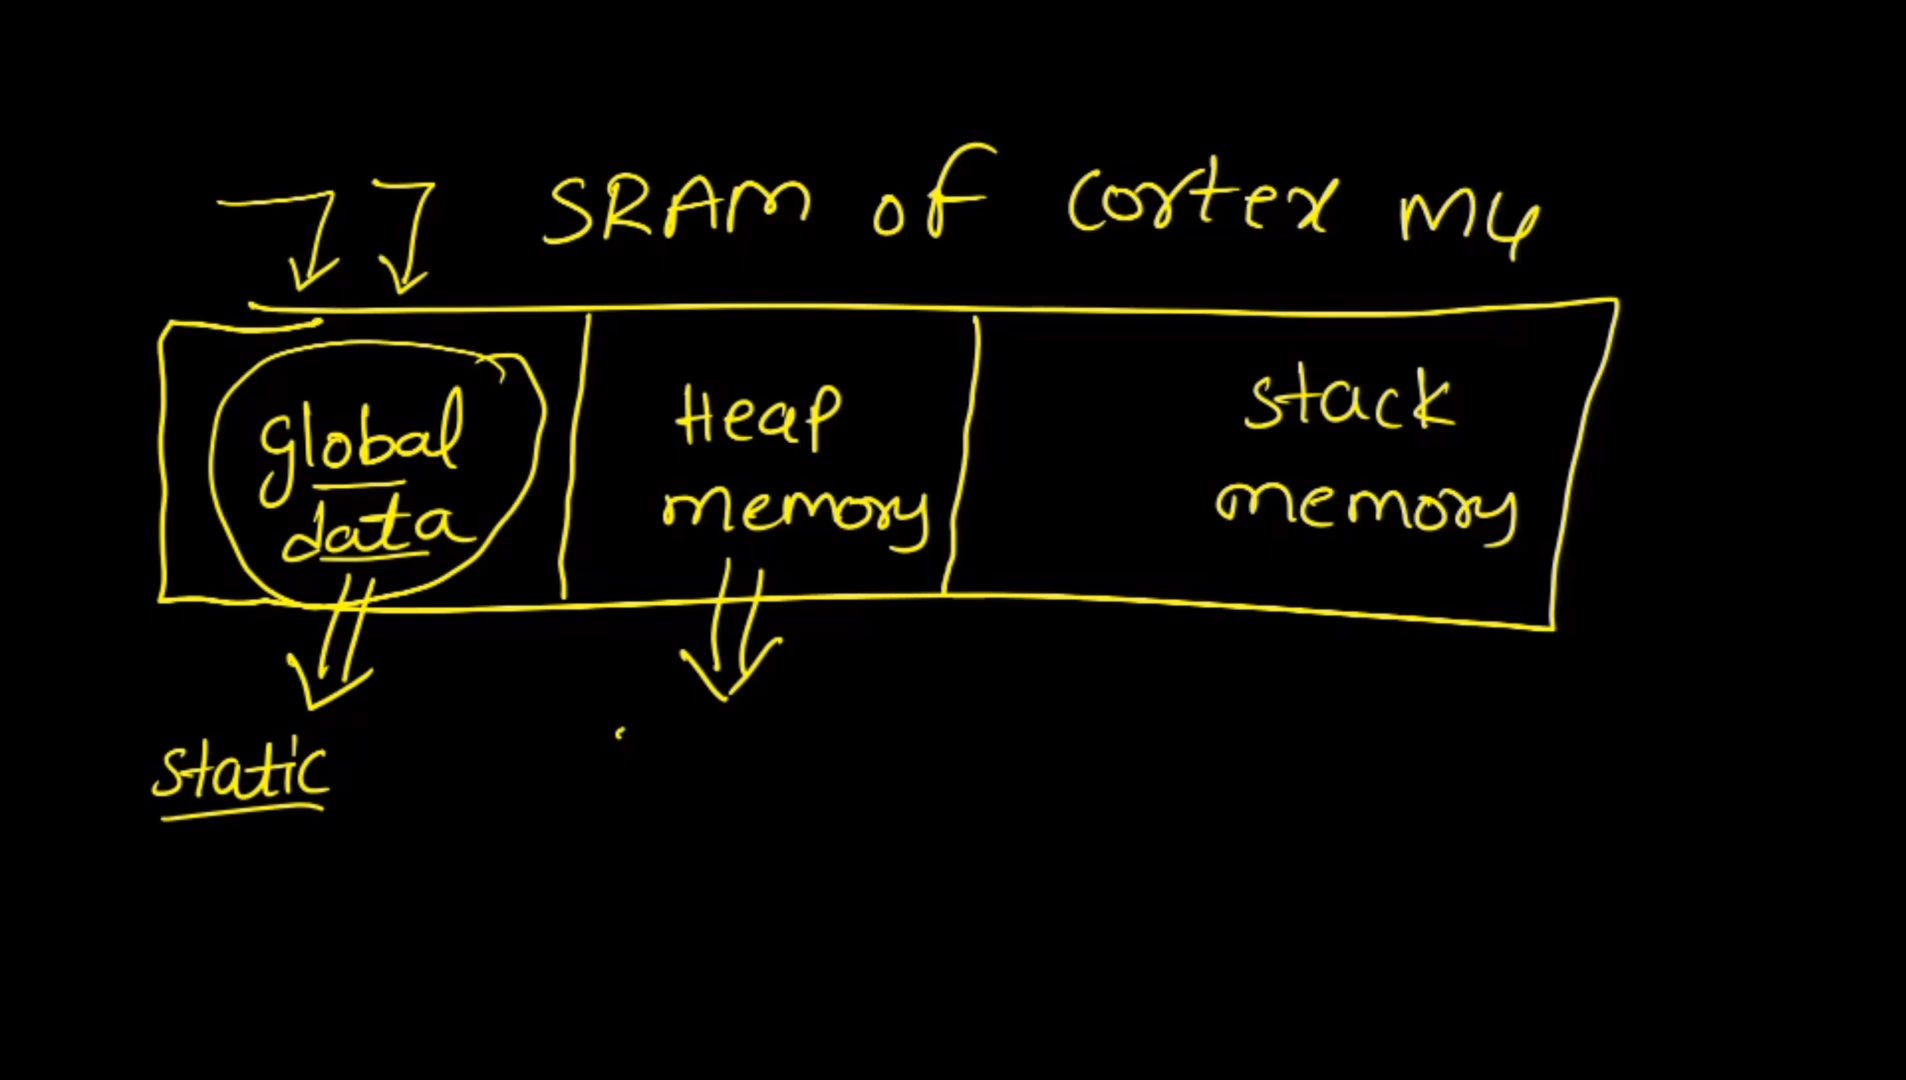 SRAM of cortex M4
global
data
Heap
memory
stack
memory
static